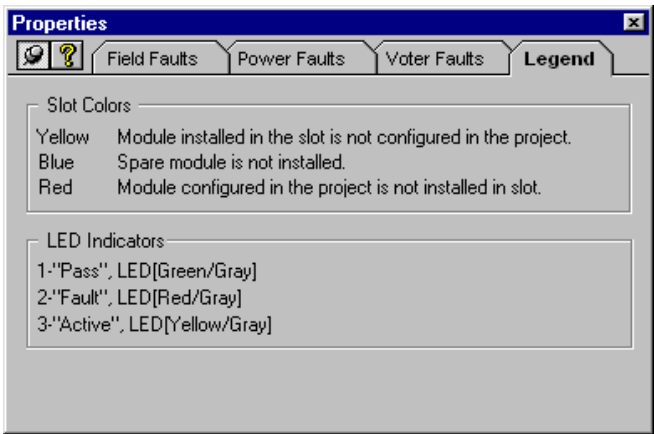 Properties
Field Faults Power Faults Voter Faults Legend
Slot Colors
Yellow Module installed in the slot is not configured in the project.
Blue Spare module is not installed.
Red Module configured in the project is not installed in slot.
LED Indicators
1-"Pass", LED[Green/Gray]
2-"Fault", LED[Red/Gray]
3-"Active", LED[Yellow/Gray]